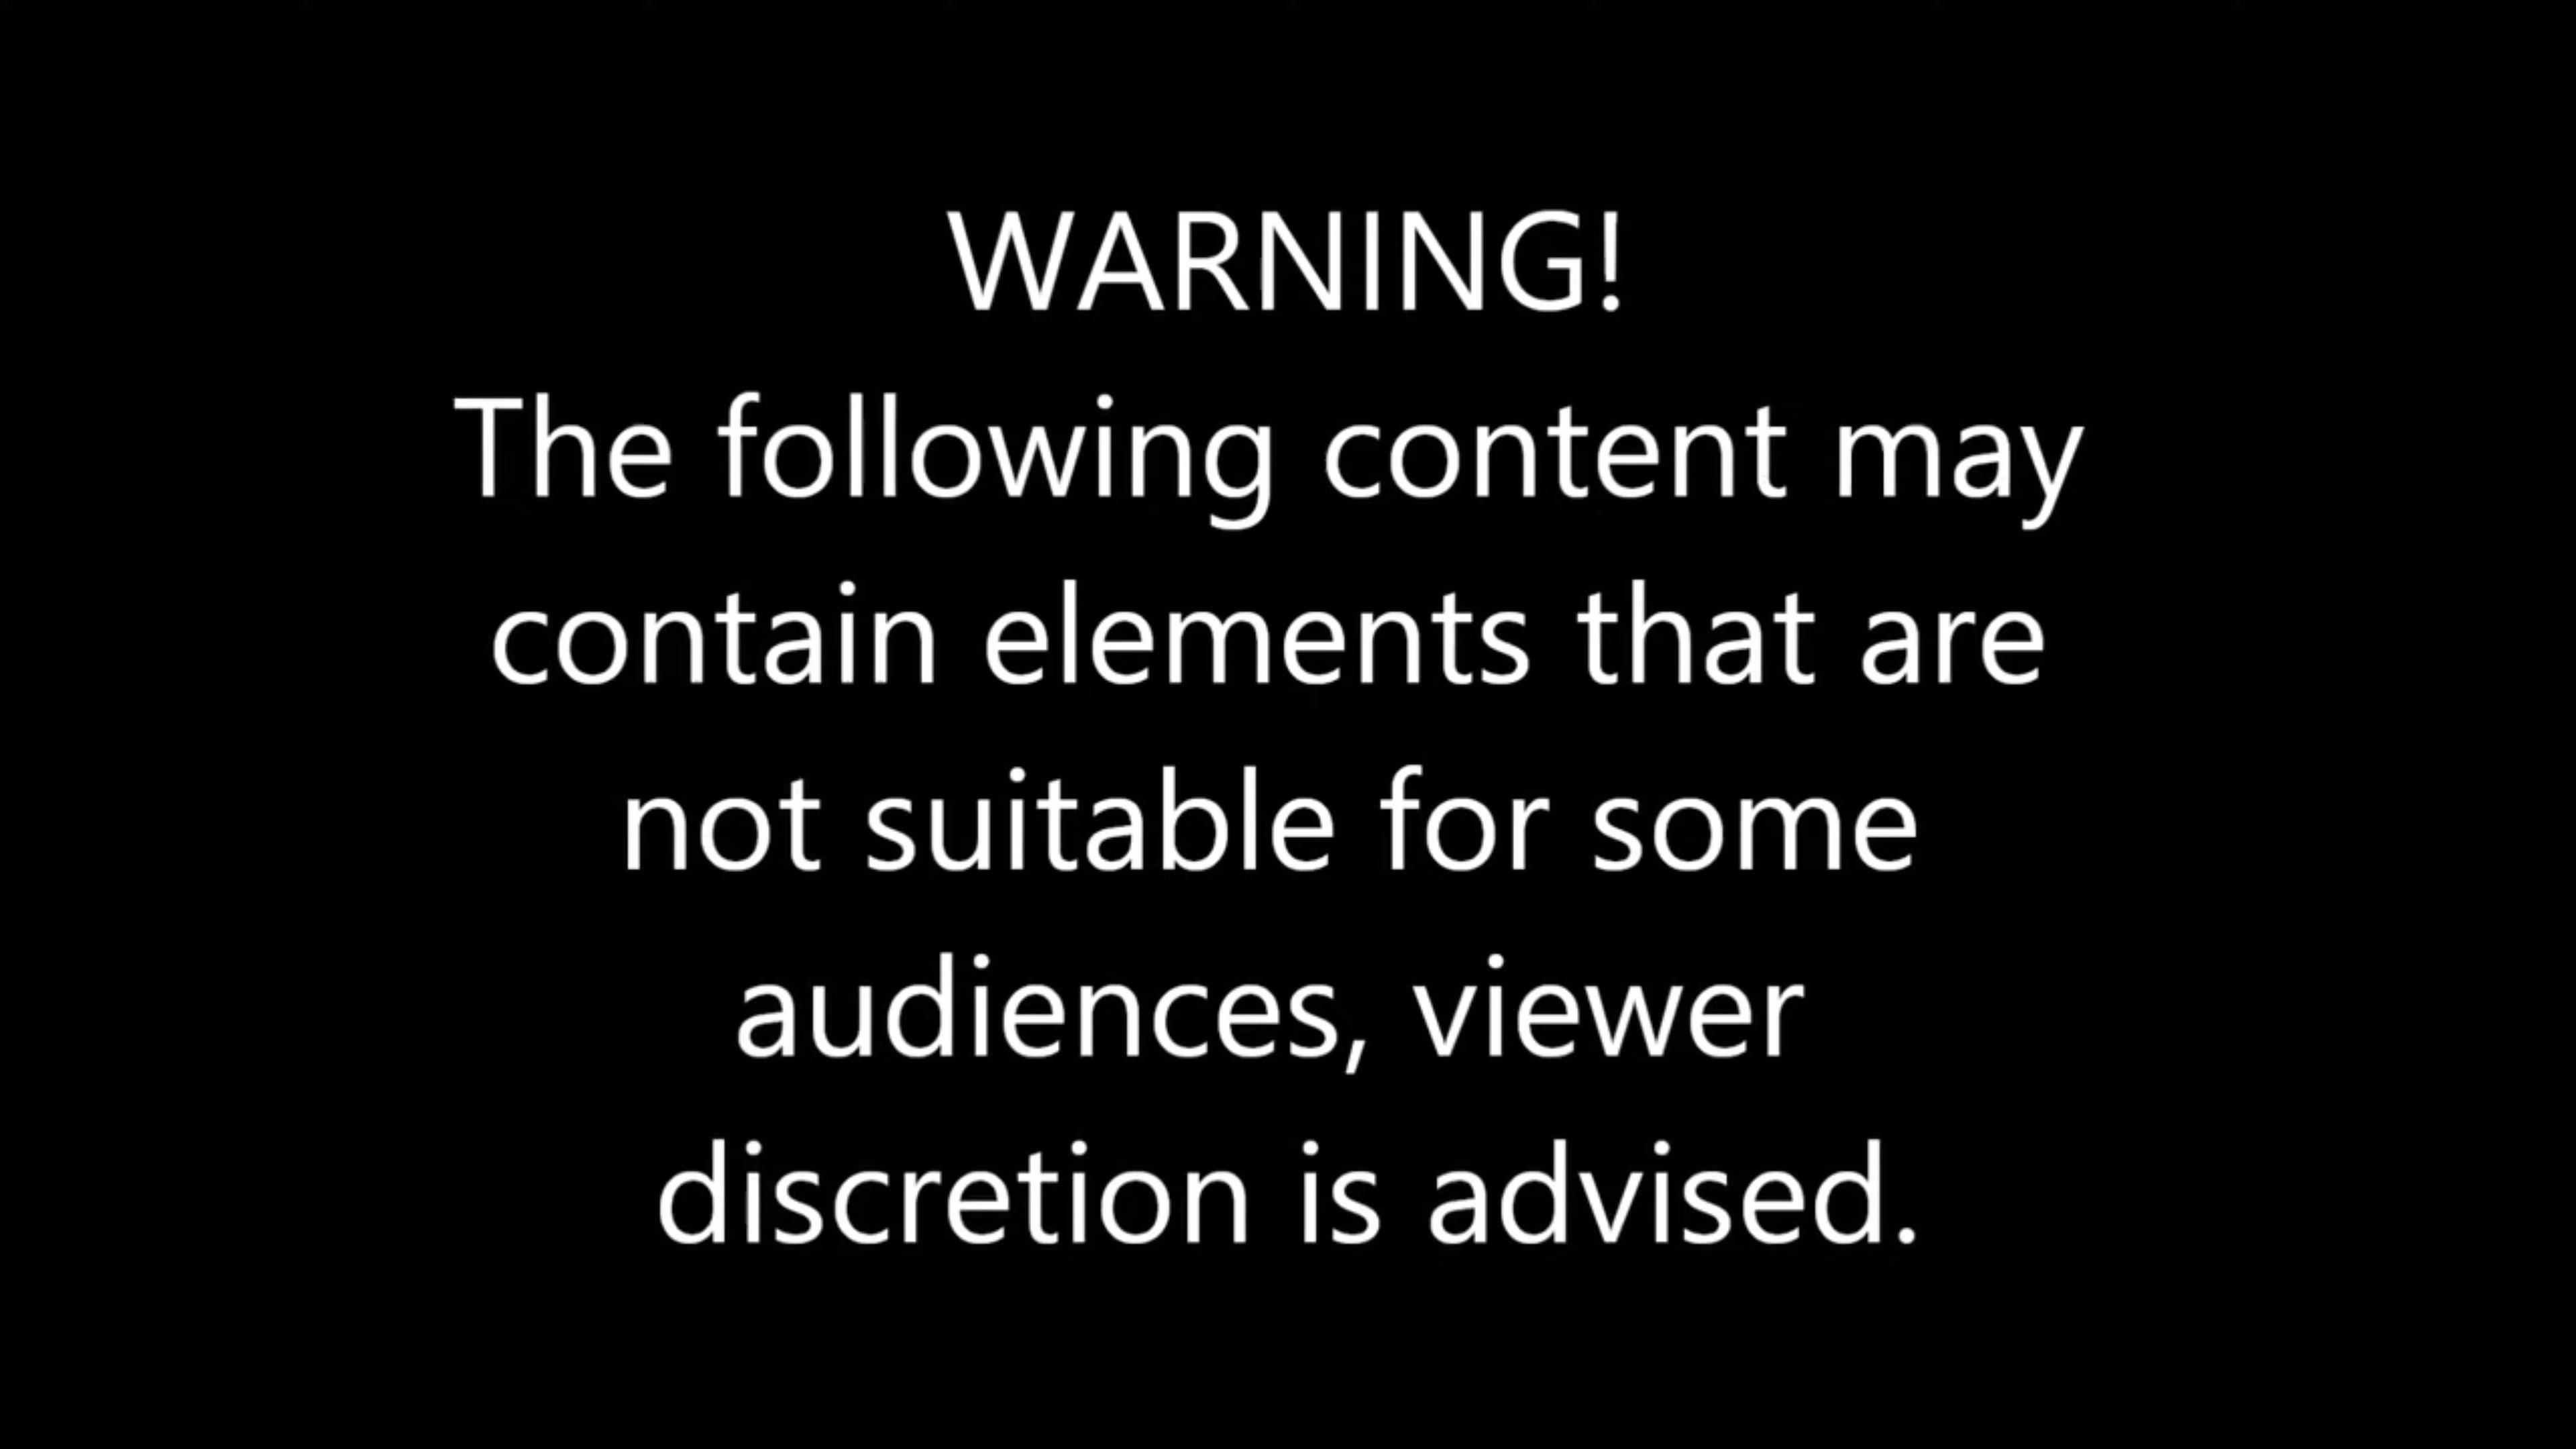 WARNING!
The following content may
contain elements that are
not suitable for some
audiences, viewer
discretion is advised.